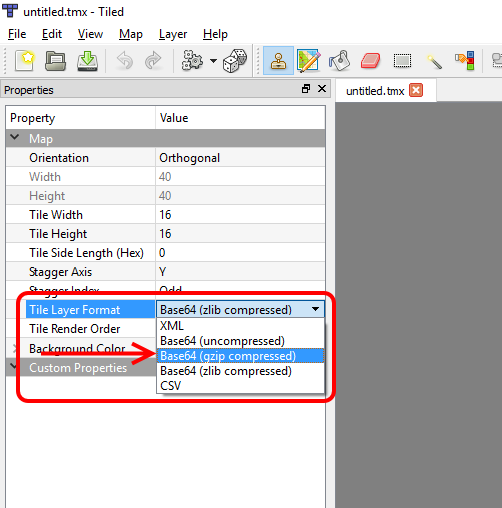 untitled.tmx - Tiled
File Edit View Map Layer Help
Properties
untitled.tmx
Property Value
Map
Orientation Orthogonal
Width 40
Height 40
Tile Width 16
Tile Height 16
Tile Side Length (Hex) 0
Stagger Axis Y
Stagger Index Odd
Tile Layer Format Base64 (zlib compressed)
XML
Tile Render Order
Base64 (uncompressed)
Background Color
Base64 (gzip compressed)
Custom Properties
Base64 (zlib compressed)
CSV